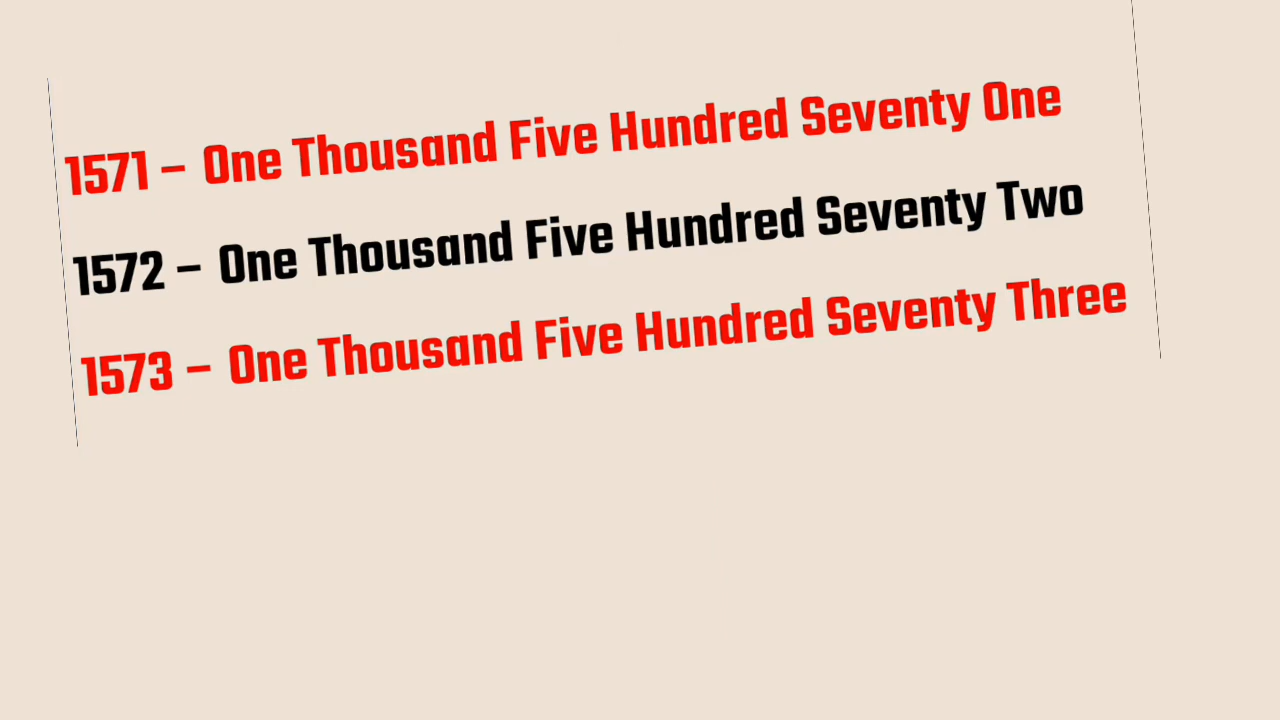 1571 – One Thousand Five Hundred Seventy One
1572 – One Thousand Five Hundred Seventy Two
1573 – One Thousand Five Hundred Seventy Three